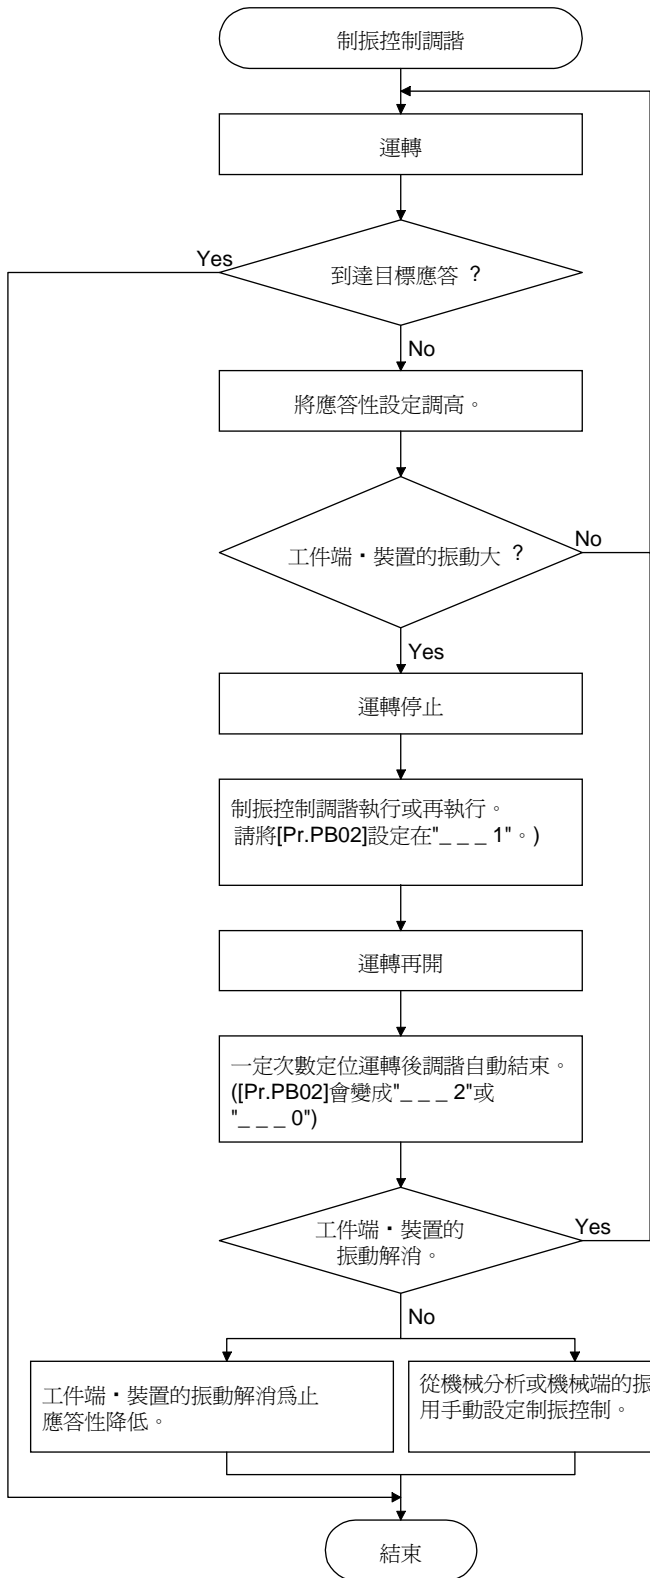 制振控制調諧
運轉
Yes
到達目標應答 ?
No
將應答性設定調高。
工件端・裝置的振動大 ?
No
Yes
運轉停止
制振控制調諧執行或再執行。
請將[Pr.PB02]設定在"_ _ _ 1"。)
運轉再開
一定次數定位運轉後調諧自動結束。
([Pr.PB02]會變成"_ _ _ 2"或
"_ _ _ 0")
工件端・裝置的
振動解消。
Yes
No
工件端・裝置的振動解消爲止
應答性降低。
從機械分析或機械端的振
用手動設定制振控制。
結束